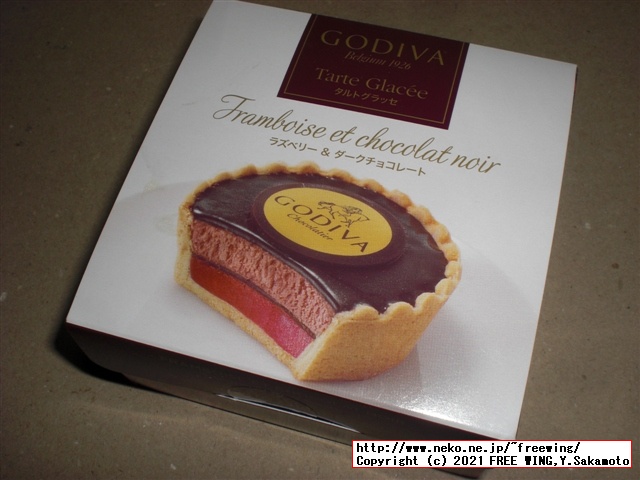 GODIVA
Belgium 1926
Tarte Glacée
タルトグラッセ
Framboise et chocolat noir
ラズベリー & ダークチョコレート
GODIVA
Chocolatier
http://www.neko.ne.jp/~freewing/
Copyright (c) 2021 FREE WING,Y.Sakamoto